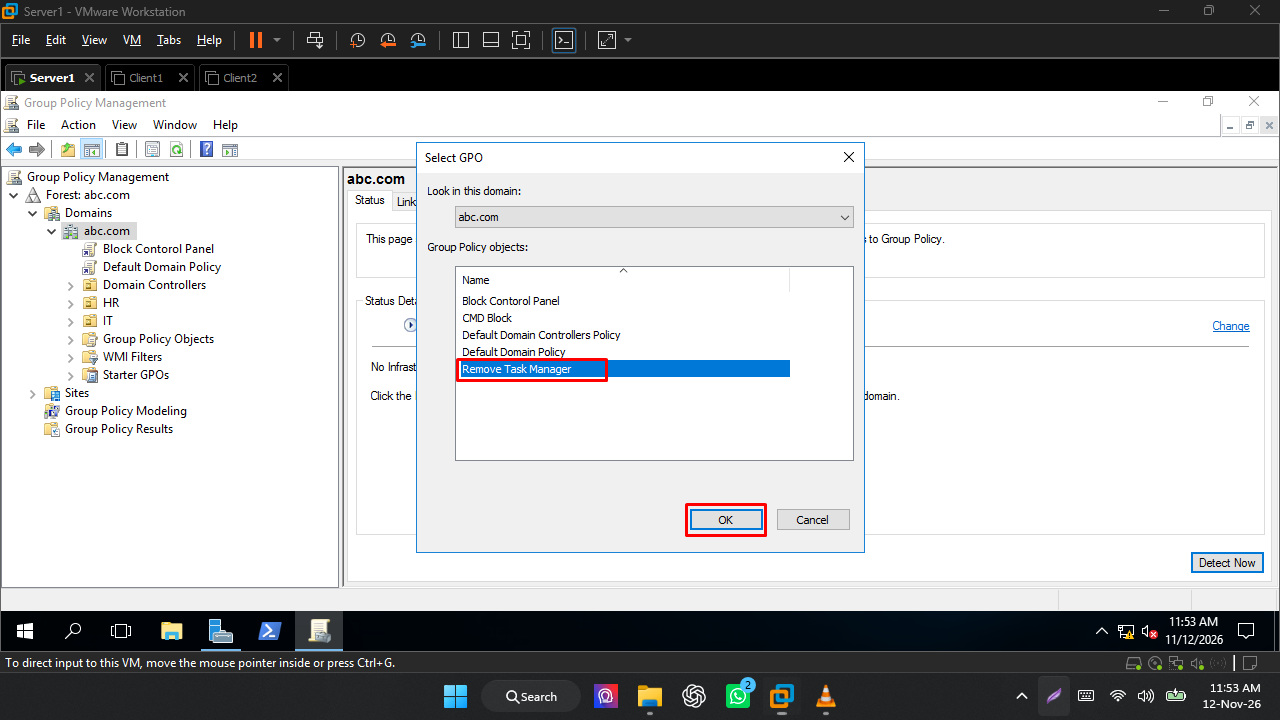 Server1 - VMware Workstation
File Edit View VM Tabs Help
Server1 Client1 Client2
Group Policy Management
File Action View Window Help
Group Policy Management
Forest: abc.com
Domains
abc.com
Block Contorol Panel
Default Domain Policy
Domain Controllers
HR
IT
Group Policy Objects
WMI Filters
Starter GPOs
Sites
Group Policy Modeling
Group Policy Results
abc.com
Status Link
This page s to Group Policy.
Status Deta
Change
No Infrast
Click the domain.
Detect Now
Select GPO
Look in this domain:
abc.com
Group Policy objects:
Name
Block Contorol Panel
CMD Block
Default Domain Controllers Policy
Default Domain Policy
Remove Task Manager
OK Cancel
11:53 AM
11/12/2026
To direct input to this VM, move the mouse pointer inside or press Ctrl+G.
Search
2
11:53 AM
12-Nov-26